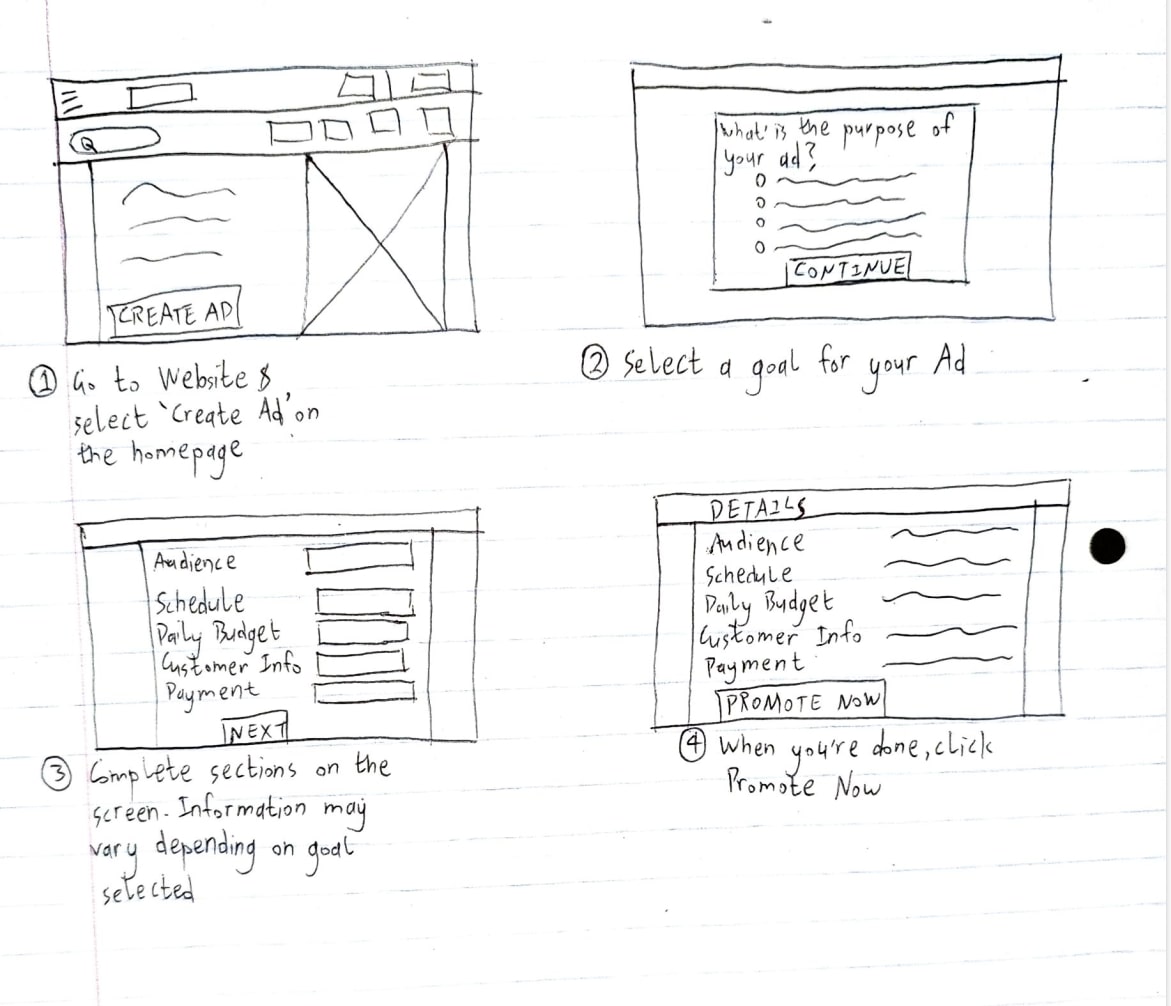 CREATE AD
① Go to Website &
select 'Create Ad' on
the homepage
What's is the purpose of
your ad?
CONTINUE
② Select a goal for your Ad
Audience
Schedule
Daily Budget
Customer Info
Payment
NEXT
③ Complete sections on the
screen. Information may
vary depending on goal
selected
DETAILS
Audience
Schedule
Daily Budget
Customer Info
Payment
PROMOTE NOW
④ When you're done, click
Promote Now